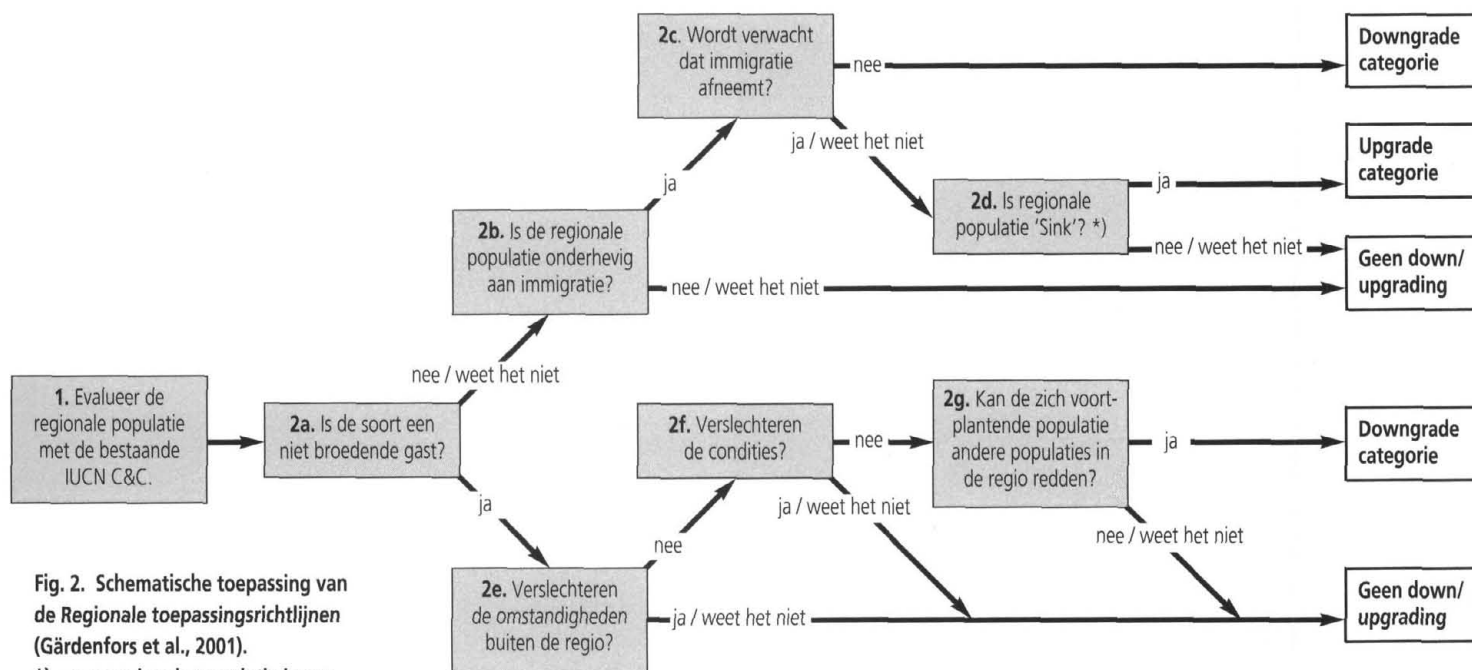 2c. Wordt verwacht
dat immigratie
afneemt?
nee
Downgrade
categorie
ja / weet het niet
Upgrade
categorie
ja
2d. Is regionale
populatie 'Sink'? *)
ja
nee / weet het niet
2b. Is de regionale
populatie onderhevig
aan immigratie?
nee / weet het niet
Geen down/
upgrading
nee / weet het niet
1. Evalueer de
regionale populatie
met de bestaande
IUCN C&C.
2a. Is de soort een
niet broedende gast?
ja
2f. Verslechteren
de condities?
nee
2g. Kan de zich voort-
plantende populatie
andere populaties in
de regio redden?
ja
Downgrade
categorie
ja / weet het niet
nee / weet het niet
nee
2e. Verslechteren
de omstandigheden
buiten de regio?
ja / weet het niet
Geen down/
upgrading
Fig. 2. Schematische toepassing van
de Regionale toepassingsrichtlijnen
(Gärdenfors et al., 2001).